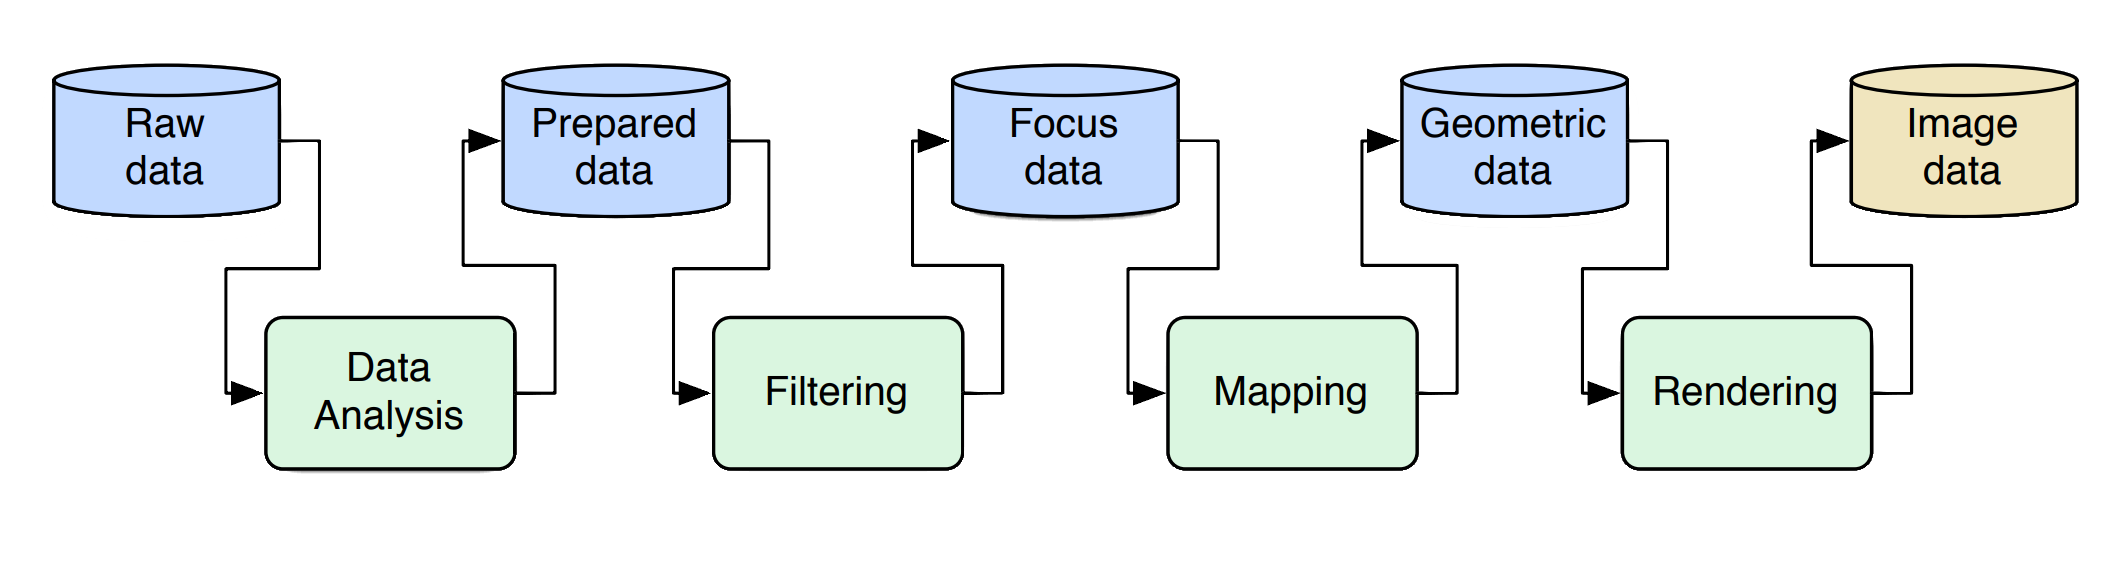 Raw
data
Prepared
data
Focus
data
Geometric
data
Image
data
Data
Analysis
Filtering
Mapping
Rendering